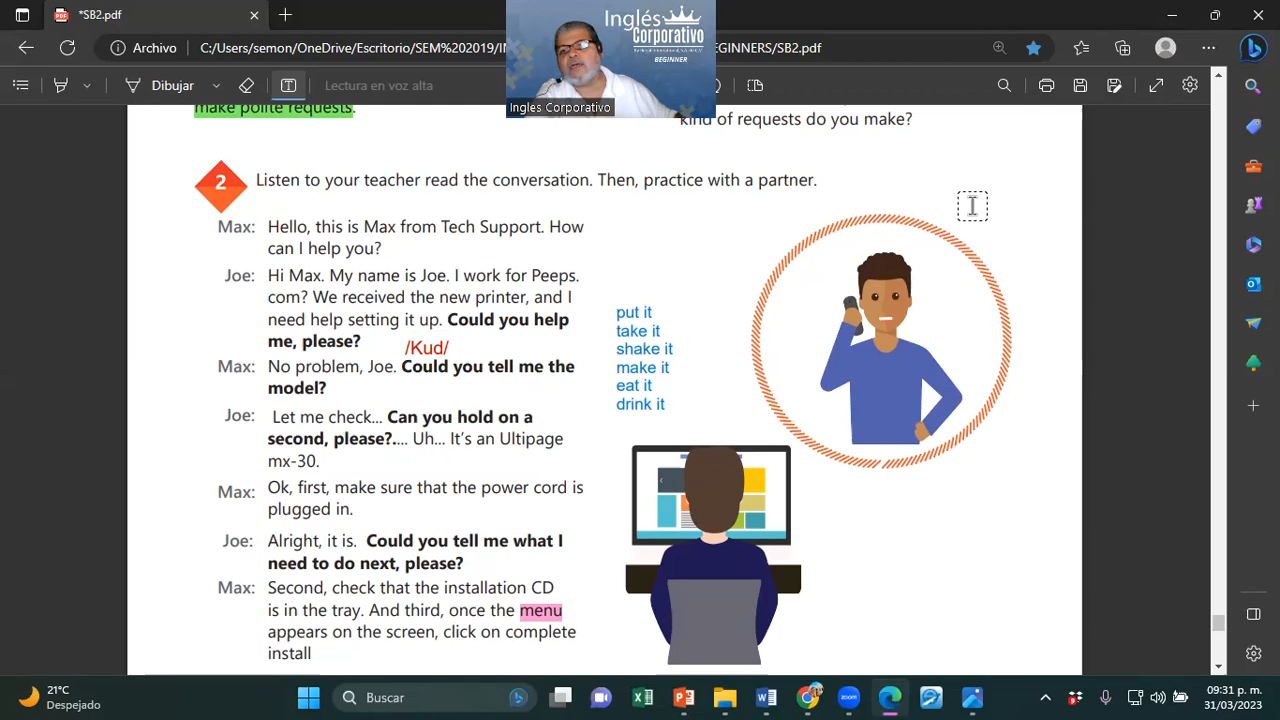 *SB2.pdf
Archivo
C:/Users/semon/OneDrive/Escritorio/SEM%202019/IN
EGINNERS/SB2.pdf
Dibujar
Lectura en voz alta
Inglés
Corporativo
BEGINNER
Ingles Corporativo
make polite requests.
kind of requests do you make?
2
Listen to your teacher read the conversation. Then, practice with a partner.
Max: Hello, this is Max from Tech Support. How
can I help you?
Joe: Hi Max. My name is Joe. I work for Peeps.
com? We received the new printer, and I
need help setting it up. Could you help
me, please?
/Kud/
Max: No problem, Joe. Could you tell me the
model?
Joe: Let me check... Can you hold on a
second, please?.... Uh... It's an Ultipage
mx-30.
Max: Ok, first, make sure that the power cord is
plugged in.
Joe: Alright, it is. Could you tell me what I
need to do next, please?
Max: Second, check that the installation CD
is in the tray. And third, once the menu
appears on the screen, click on complete
install
put it
take it
shake it
make it
eat it
drink it
21°C
Despejado
Buscar
zoom
09:31 p. m.
31/03/2023